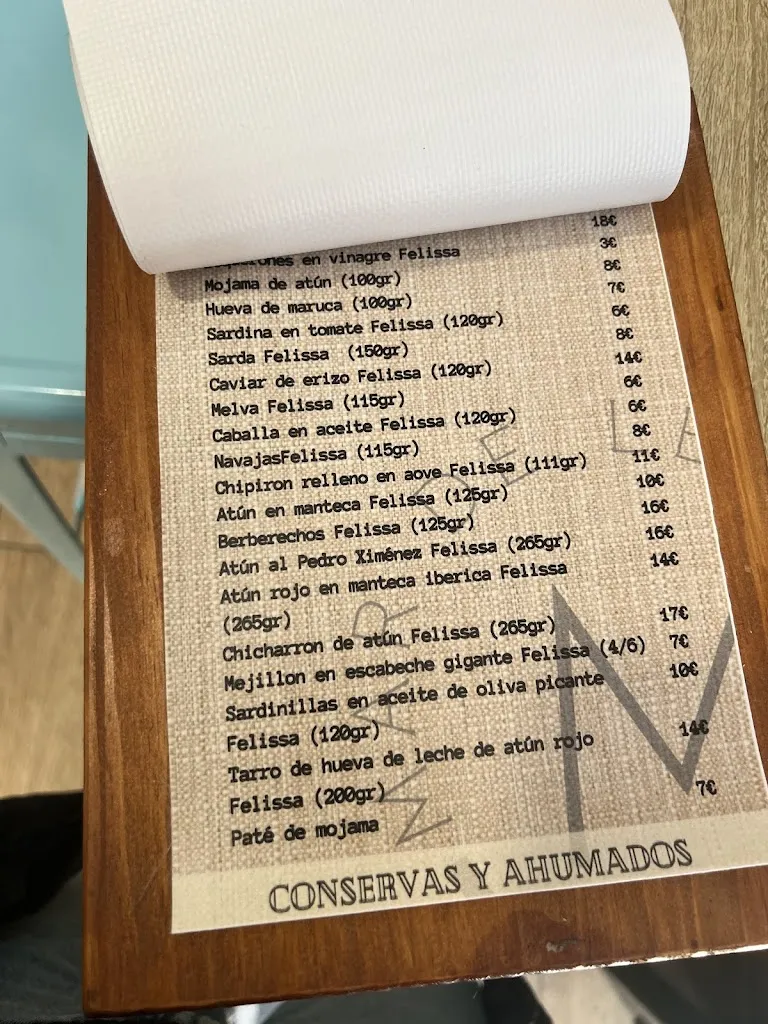 18€
en vinagre Felissa 3€
Mojama de atún (100gr) 8€
Hueva de maruca (100gr) 7€
Sardina en tomate Felissa (120gr) 6€
Sarda Felissa (150gr) 8€
Caviar de erizo Felissa (120gr) 14€
Melva Felissa (115gr) 6€
Caballa en aceite Felissa (120gr) 6€
NavajasFelissa (115gr) 8€
Chipiron relleno en aove Felissa (111gr) 11€
Atún en manteca Felissa (125gr) 10€
Berberechos Felissa (125gr) 16€
Atún al Pedro Ximénez Felissa (265gr) 16€
Atún rojo en manteca iberica Felissa 14€
(265gr)
Chicharron de atún Felissa (265gr) 17€
Mejillon en escabeche gigante Felissa (4/6) 7€
Sardinillas en aceite de oliva picante 10€
Felissa (120gr)
Tarro de hueva de leche de atún rojo 14€
Felissa (200gr)
Paté de mojama 7€
MAR DE LE
N
CONSERVAS Y AHUMADOS